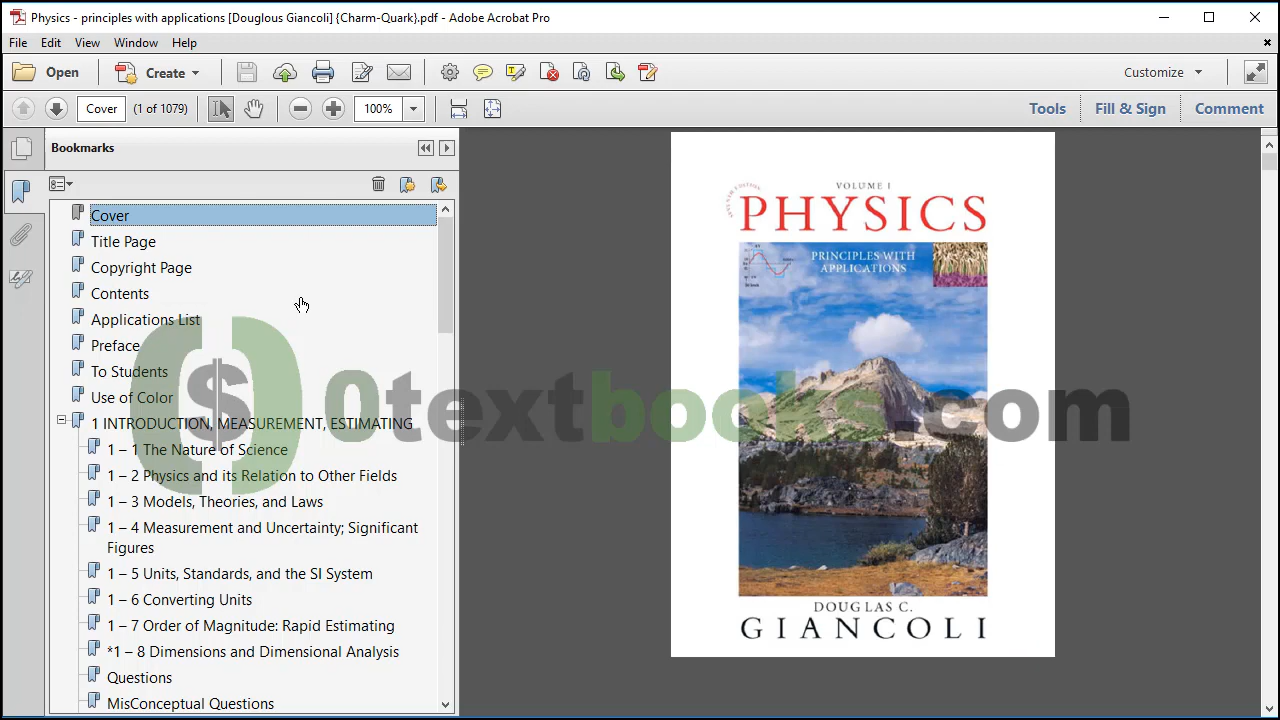 Physics - principles with applications [Douglous Giancoli] {Charm-Quark}.pdf - Adobe Acrobat Pro
File Edit View Window Help
Open Create Customize
Cover (1 of 1079) 100% Tools Fill & Sign Comment
Bookmarks
Cover
Title Page
Copyright Page
Contents
Applications List
Preface
To Students
Use of Color
1 INTRODUCTION, MEASUREMENT, ESTIMATING
1 – 1 The Nature of Science
1 – 2 Physics and its Relation to Other Fields
1 – 3 Models, Theories, and Laws
1 – 4 Measurement and Uncertainty; Significant
Figures
1 – 5 Units, Standards, and the SI System
1 – 6 Converting Units
1 – 7 Order of Magnitude: Rapid Estimating
*1 – 8 Dimensions and Dimensional Analysis
Questions
MisConceptual Questions
SEVENTH EDITION
VOLUME I
PHYSICS
PRINCIPLES WITH
APPLICATIONS
DOUGLAS C.
GIANCOLI
($) 0textbooks.com